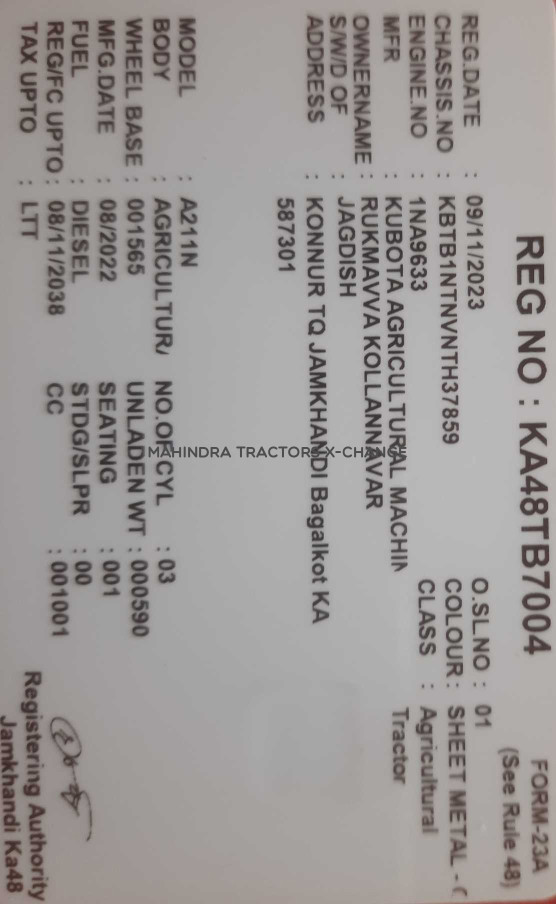 FORM-23A
(See Rule 48)
REG NO : KA48TB7004
REG.DATE : 09/11/2023 O.SL.NO : 01
CHASSIS.NO : KBTB1NTNVNTH37859 COLOUR : SHEET METAL - 
ENGINE.NO : 1NA9633 CLASS : Agricultural
MFR : KUBOTA AGRICULTURAL MACHIN Tractor
OWNERNAME : RUKMAVVA KOLLANNAVAR
S/W/D OF : JAGDISH
ADDRESS : KONNUR TQ JAMKHANDI Bagalkot KA
587301
MAHINDRA TRACTORS X-CHANGE
MODEL : A211N
BODY : AGRICULTUR NO.OF CYL : 03
WHEEL BASE : 001565 UNLADEN WT : 000590
MFG.DATE : 08/2022 SEATING : 001
FUEL : DIESEL STDG/SLPR : 00
REG/FC UPTO : 08/11/2038 CC : 001001
TAX UPTO : LTT
Registering Authority
Jamkhandi Ka48